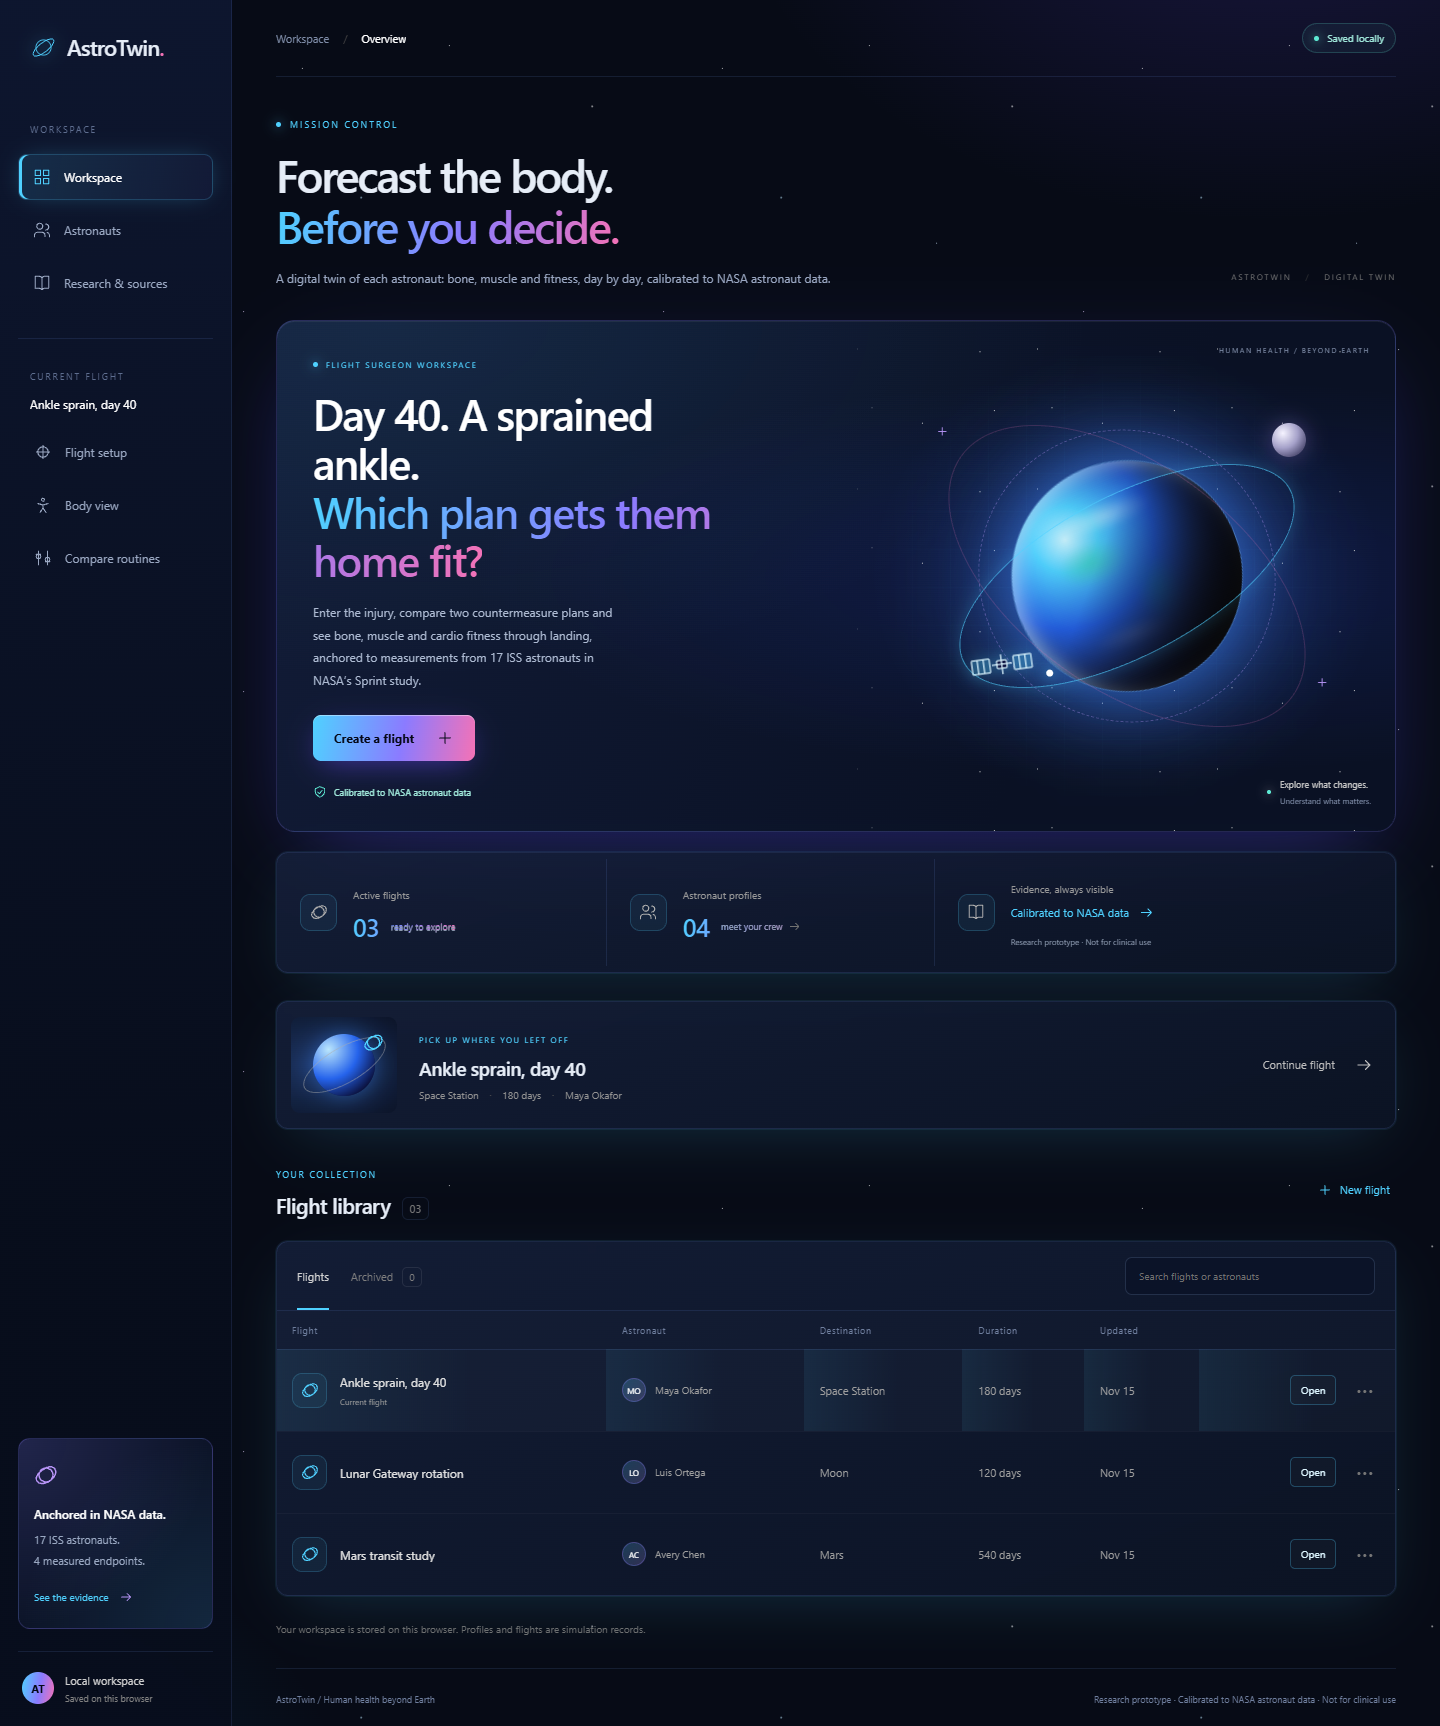 AstroTwin.
WORKSPACE
Workspace
Astronauts
Research & sources
CURRENT FLIGHT
Ankle sprain, day 40
Flight setup
Body view
Compare routines
Anchored in NASA data.
17 ISS astronauts.
4 measured endpoints.
See the evidence
AT
Local workspace
Saved on this browser
Workspace / Overview
Saved locally
MISSION CONTROL
Forecast the body.
Before you decide.
A digital twin of each astronaut: bone, muscle and fitness, day by day, calibrated to NASA astronaut data.
ASTROTWIN / DIGITAL TWIN
FLIGHT SURGEON WORKSPACE
HUMAN HEALTH / BEYOND EARTH
Day 40. A sprained
ankle.
Which plan gets them
home fit?
Enter the injury, compare two countermeasure plans and
see bone, muscle and cardio fitness through landing,
anchored to measurements from 17 ISS astronauts in
NASA's Sprint study.
Create a flight
Calibrated to NASA astronaut data
Explore what changes.
Understand what matters.
Active flights
03 ready to explore
Astronaut profiles
04 meet your crew
Evidence, always visible
Calibrated to NASA data
Research prototype · Not for clinical use
PICK UP WHERE YOU LEFT OFF
Ankle sprain, day 40
Space Station · 180 days · Maya Okafor
Continue flight
YOUR COLLECTION
Flight library 03
New flight
Flights Archived 0
Search flights or astronauts
Flight Astronaut Destination Duration Updated
Ankle sprain, day 40
Current flight
MO Maya Okafor Space Station 180 days Nov 15 Open
Lunar Gateway rotation LO Luis Ortega Moon 120 days Nov 15 Open
Mars transit study AC Avery Chen Mars 540 days Nov 15 Open
Your workspace is stored on this browser. Profiles and flights are simulation records.
AstroTwin / Human health beyond Earth
Research prototype · Calibrated to NASA astronaut data · Not for clinical use